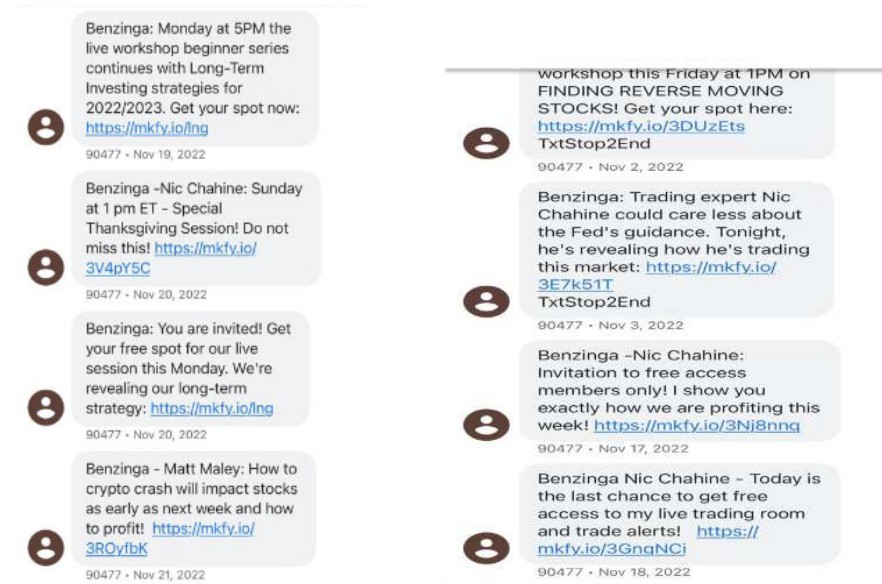 Benzinga: Monday at 5PM the
live workshop beginner series
continues with Long-Term
Investing strategies for
2022/2023. Get your spot now:
https://mkfy.io/lng
90477 • Nov 19, 2022
Benzinga -Nic Chahine: Sunday
at 1 pm ET - Special
Thanksgiving Session! Do not
miss this! https://mkfy.io/
3V4pY5C
90477 • Nov 20, 2022
Benzinga: You are invited! Get
your free spot for our live
session this Monday. We're
revealing our long-term
strategy: https://mkfy.io/lng
90477 • Nov 20, 2022
Benzinga - Matt Maley: How to
crypto crash will impact stocks
as early as next week and how
to profit! https://mkfy.io/
3ROyfbK
90477 • Nov 21, 2022
workshop this Friday at 1PM on
FINDING REVERSE MOVING
STOCKS! Get your spot here:
https://mkfy.io/3DUzEts
TxtStop2End
90477 • Nov 2, 2022
Benzinga: Trading expert Nic
Chahine could care less about
the Fed's guidance. Tonight,
he's revealing how he's trading
this market: https://mkfy.io/
3E7k51T
TxtStop2End
90477 • Nov 3, 2022
Benzinga -Nic Chahine:
Invitation to free access
members only! I show you
exactly how we are profiting this
week! https://mkfy.io/3Nj8nnq
90477 • Nov 17, 2022
Benzinga Nic Chahine - Today is
the last chance to get free
access to my live trading room
and trade alerts! https://
mkfy.io/3GnqNCi
90477 • Nov 18, 2022